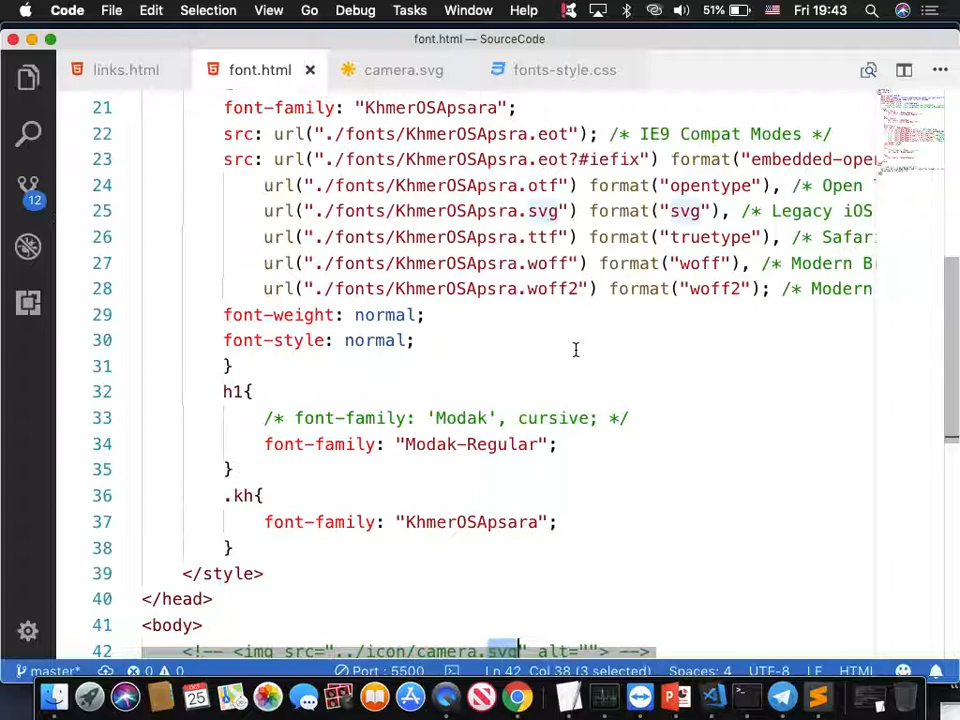 Code File Edit Selection View Go Debug Tasks Window Help 51% Fri 19:43
font.html — SourceCode
links.html font.html camera.svg fonts-style.css
21 font-family: "KhmerOSApsara";
22 src: url("./fonts/KhmerOSApsra.eot"); /* IE9 Compat Modes */
23 src: url("./fonts/KhmerOSApsra.eot?#iefix") format("embedded-ope
24 url("./fonts/KhmerOSApsra.otf") format("opentype"), /* Open
25 url("./fonts/KhmerOSApsra.svg") format("svg"), /* Legacy iOS
26 url("./fonts/KhmerOSApsra.ttf") format("truetype"), /* Safar
27 url("./fonts/KhmerOSApsra.woff") format("woff"), /* Modern B
28 url("./fonts/KhmerOSApsra.woff2") format("woff2"); /* Modern
29 font-weight: normal;
30 font-style: normal;
31 }
32 h1{
33 /* font-family: 'Modak', cursive; */
34 font-family: "Modak-Regular";
35 }
36 .kh{
37 font-family: "KhmerOSApsara";
38 }
39 </style>
40 </head>
41 <body>
42 <!-- <img src="../icon/camera.svg" alt=""> -->
12
master* 0 0 Port : 5500 Ln 42, Col 38 (3 selected) Spaces: 4 UTF-8 LF HTML
OCT
25